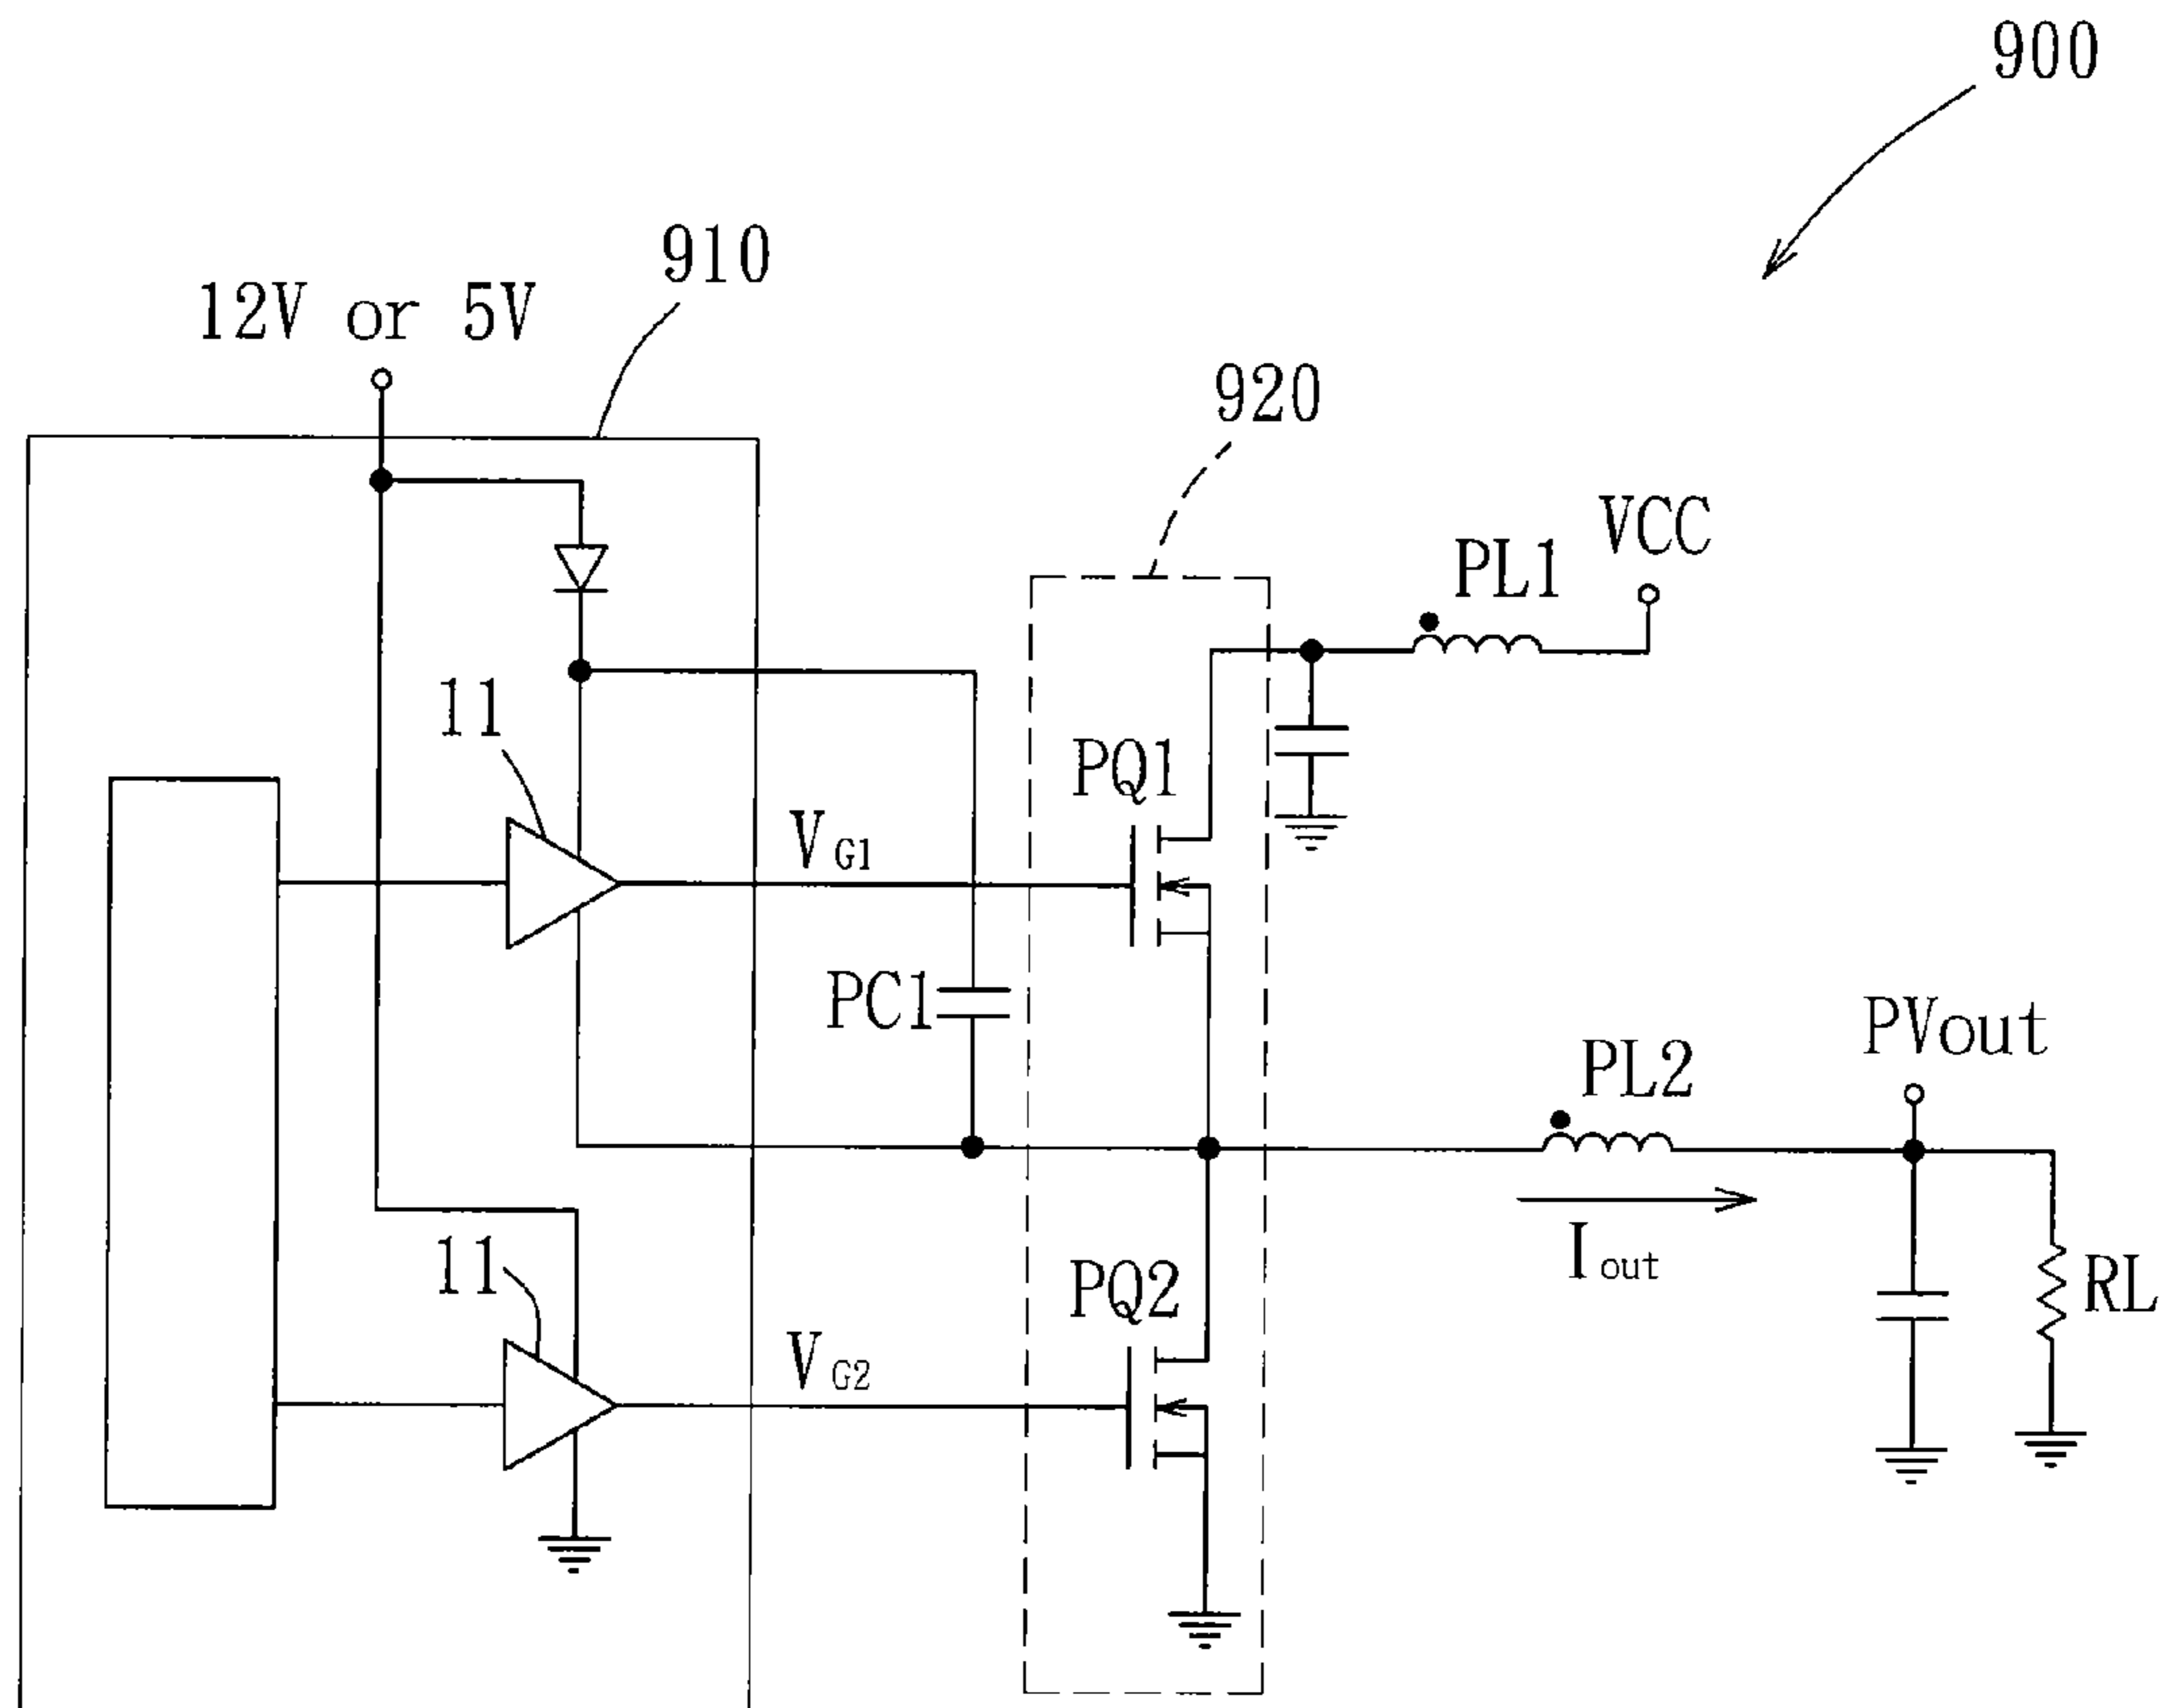 900
910
12V or 5V
920
VCC
PL1
11
PQ1
VG1
PC1
PVout
PL2
Iout
11
PQ2
RL
VG2